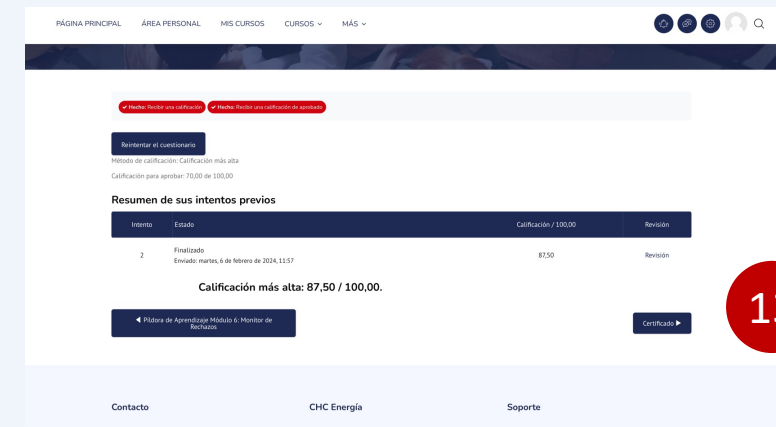 PÁGINA PRINCIPAL ÁREA PERSONAL MIS CURSOS CURSOS MÁS
✔ Hecho: Recibir una calificación ✔ Hecho: Recibir una calificación de aprobado
Reintentar el cuestionario
Método de calificación: Calificación más alta
Calificación para aprobar: 70,00 de 100,00
Resumen de sus intentos previos
Intento Estado Calificación / 100,00 Revisión
2 Finalizado 87,50 Revisión
Enviado: martes, 6 de febrero de 2024, 11:57
Calificación más alta: 87,50 / 100,00.
◀ Píldora de Aprendizaje Módulo 6: Monitor de
Rechazos
Certificado ▶
Contacto CHC Energía Soporte